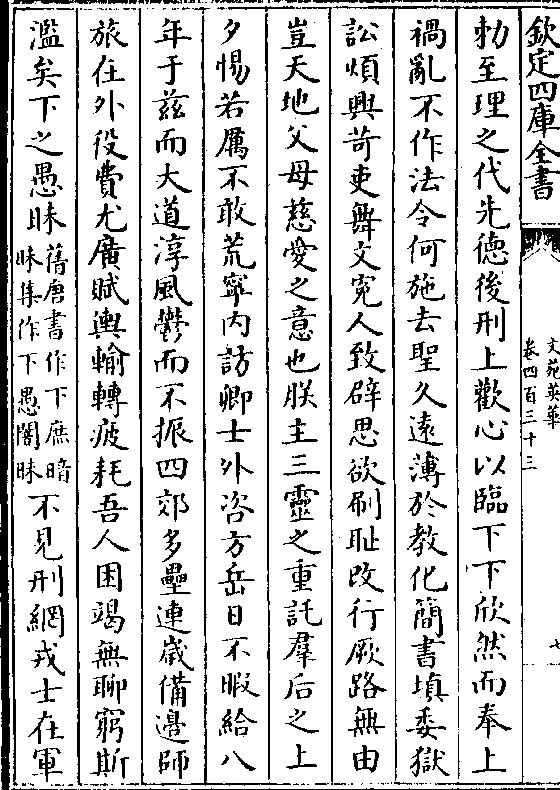 欽定四庫全書
文苑英華
卷四百三十三
七
勅至理之代先德後刑上歡心以臨下下欣然而奉上
禍亂不作法令何施去聖久遠薄於教化簡書填委獄
訟煩興苛吏舞文寃人致辟思欲刷恥改行厥路無由
豈天地父母慈愛之意也朕主三靈之重託羣后之上
夕惕若厲不敢荒寧内訪卿士外咨方岳日不暇給八
年于兹而大道淳風鬱而不振四郊多壘連歲備邊師
旅在外役費尤廣賦輿輸轉疲耗吾人困竭無聊窮斯
濫矣下之愚昧舊唐書作下庶暗昧集作下愚闇昧不見刑網戎士在軍